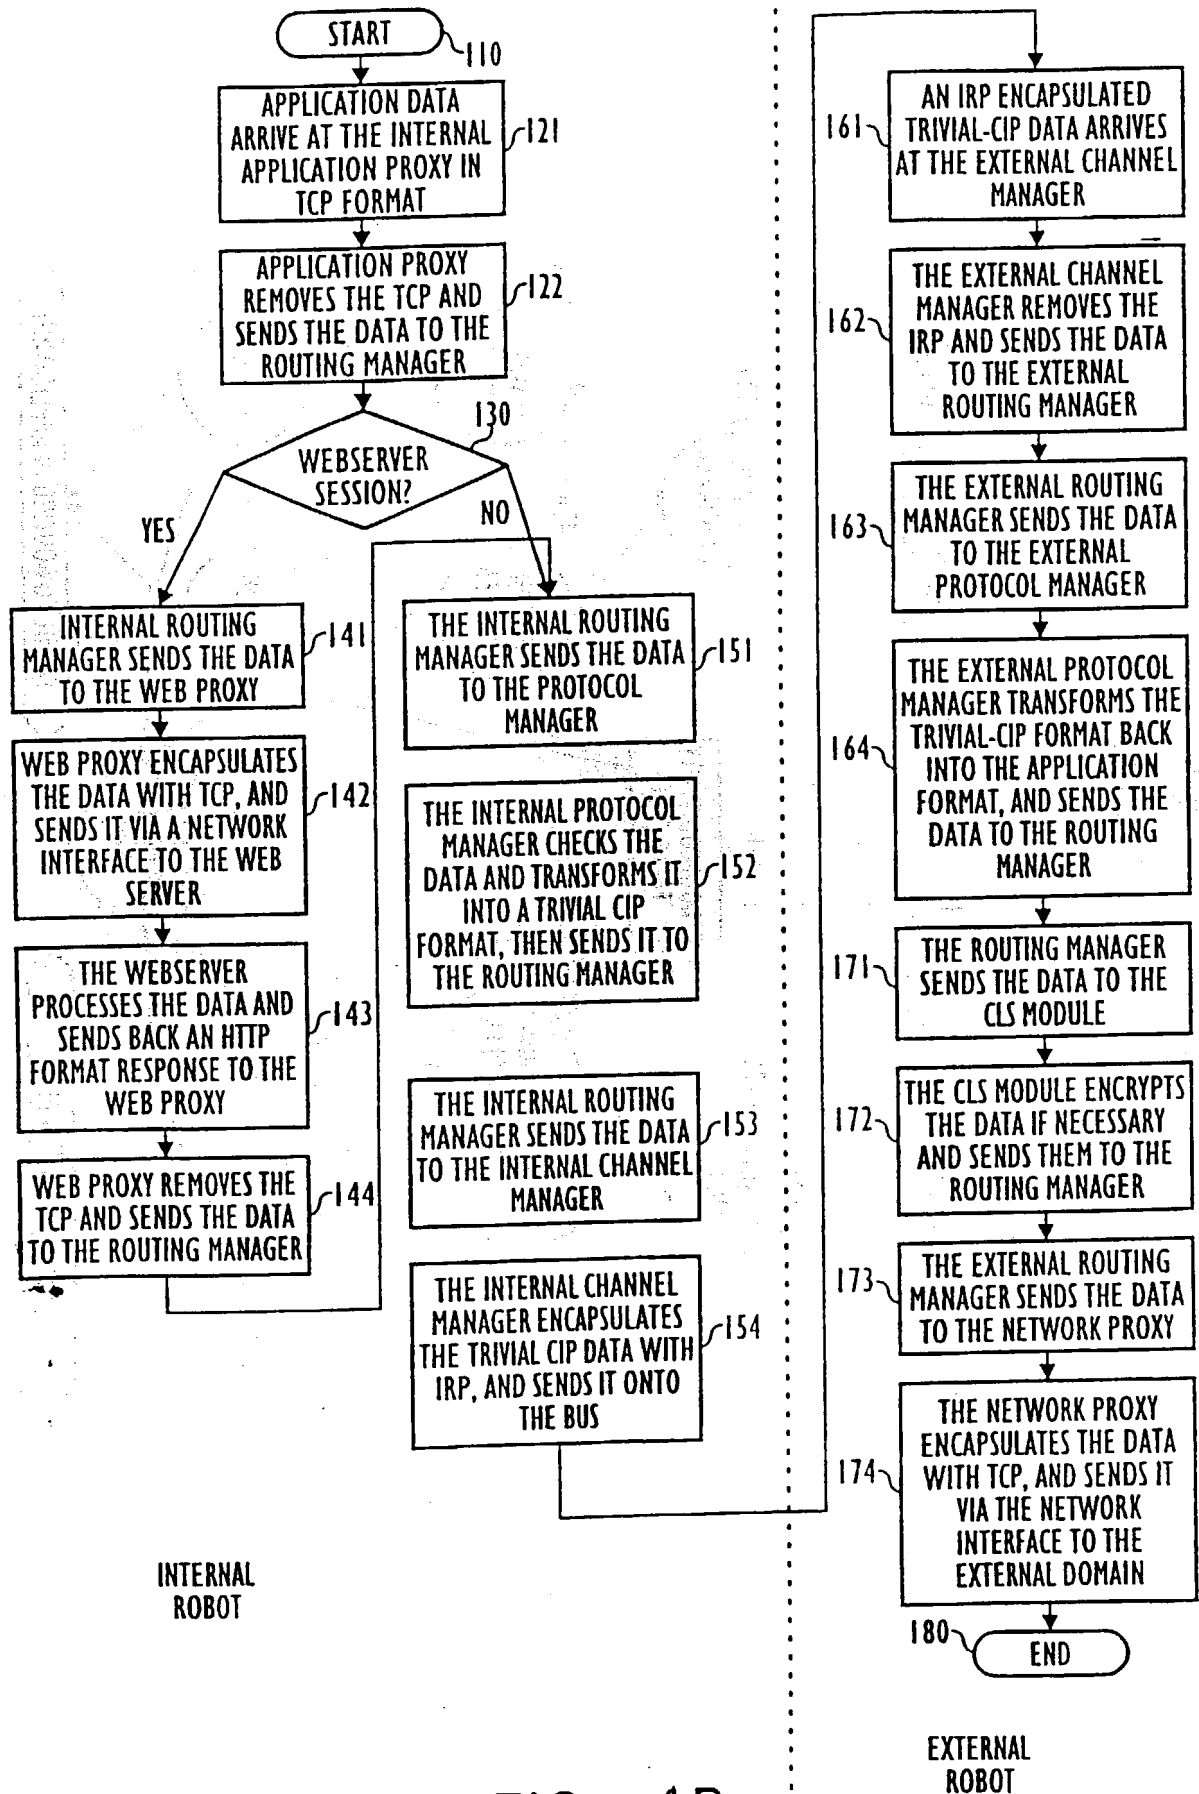 START
110
APPLICATION DATA
ARRIVE AT THE INTERNAL
APPLICATION PROXY IN
TCP FORMAT
121
APPLICATION PROXY
REMOVES THE TCP AND
SENDS THE DATA TO THE
ROUTING MANAGER
122
130
WEBSERVER
SESSION?
YES
NO
INTERNAL ROUTING
MANAGER SENDS THE DATA
TO THE WEB PROXY
141
WEB PROXY ENCAPSULATES
THE DATA WITH TCP, AND
SENDS IT VIA A NETWORK
INTERFACE TO THE WEB
SERVER
142
THE WEBSERVER
PROCESSES THE DATA AND
SENDS BACK AN HTTP
FORMAT RESPONSE TO THE
WEB PROXY
143
WEB PROXY REMOVES THE
TCP AND SENDS THE DATA
TO THE ROUTING MANAGER
144
THE INTERNAL ROUTING
MANAGER SENDS THE DATA
TO THE PROTOCOL
MANAGER
151
THE INTERNAL PROTOCOL
MANAGER CHECKS THE
DATA AND TRANSFORMS IT
INTO A TRIVIAL CIP
FORMAT, THEN SENDS IT TO
THE ROUTING MANAGER
152
THE INTERNAL ROUTING
MANAGER SENDS THE DATA
TO THE INTERNAL CHANNEL
MANAGER
153
THE INTERNAL CHANNEL
MANAGER ENCAPSULATES
THE TRIVIAL CIP DATA WITH
IRP, AND SENDS IT ONTO
THE BUS
154
INTERNAL
ROBOT
161
AN IRP ENCAPSULATED
TRIVIAL-CIP DATA ARRIVES
AT THE EXTERNAL CHANNEL
MANAGER
162
THE EXTERNAL CHANNEL
MANAGER REMOVES THE
IRP AND SENDS THE DATA
TO THE EXTERNAL
ROUTING MANAGER
163
THE EXTERNAL ROUTING
MANAGER SENDS THE DATA
TO THE EXTERNAL
PROTOCOL MANAGER
164
THE EXTERNAL PROTOCOL
MANAGER TRANSFORMS THE
TRIVIAL-CIP FORMAT BACK
INTO THE APPLICATION
FORMAT, AND SENDS THE
DATA TO THE ROUTING
MANAGER
171
THE ROUTING MANAGER
SENDS THE DATA TO THE
CLS MODULE
172
THE CLS MODULE ENCRYPTS
THE DATA IF NECESSARY
AND SENDS THEM TO THE
ROUTING MANAGER
173
THE EXTERNAL ROUTING
MANAGER SENDS THE DATA
TO THE NETWORK PROXY
174
THE NETWORK PROXY
ENCAPSULATES THE DATA
WITH TCP, AND SENDS IT
VIA THE NETWORK
INTERFACE TO THE
EXTERNAL DOMAIN
180
END
EXTERNAL
ROBOT